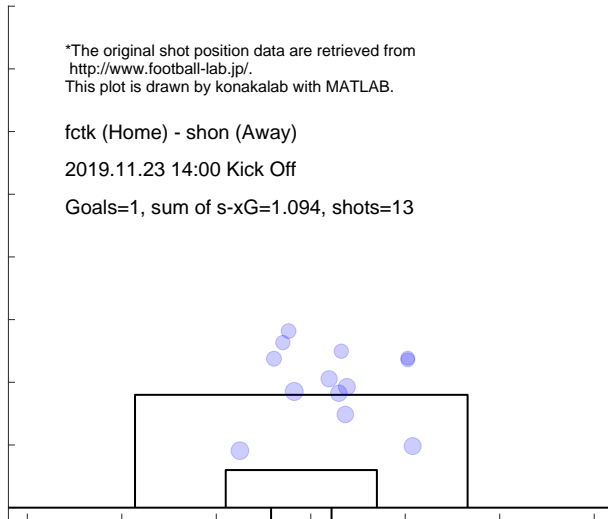 *The original shot position data are retrieved from
http://www.football-lab.jp/.
This plot is drawn by konakalab with MATLAB.
fctk (Home) - shon (Away)
2019.11.23 14:00 Kick Off
Goals=1, sum of s-xG=1.094, shots=13